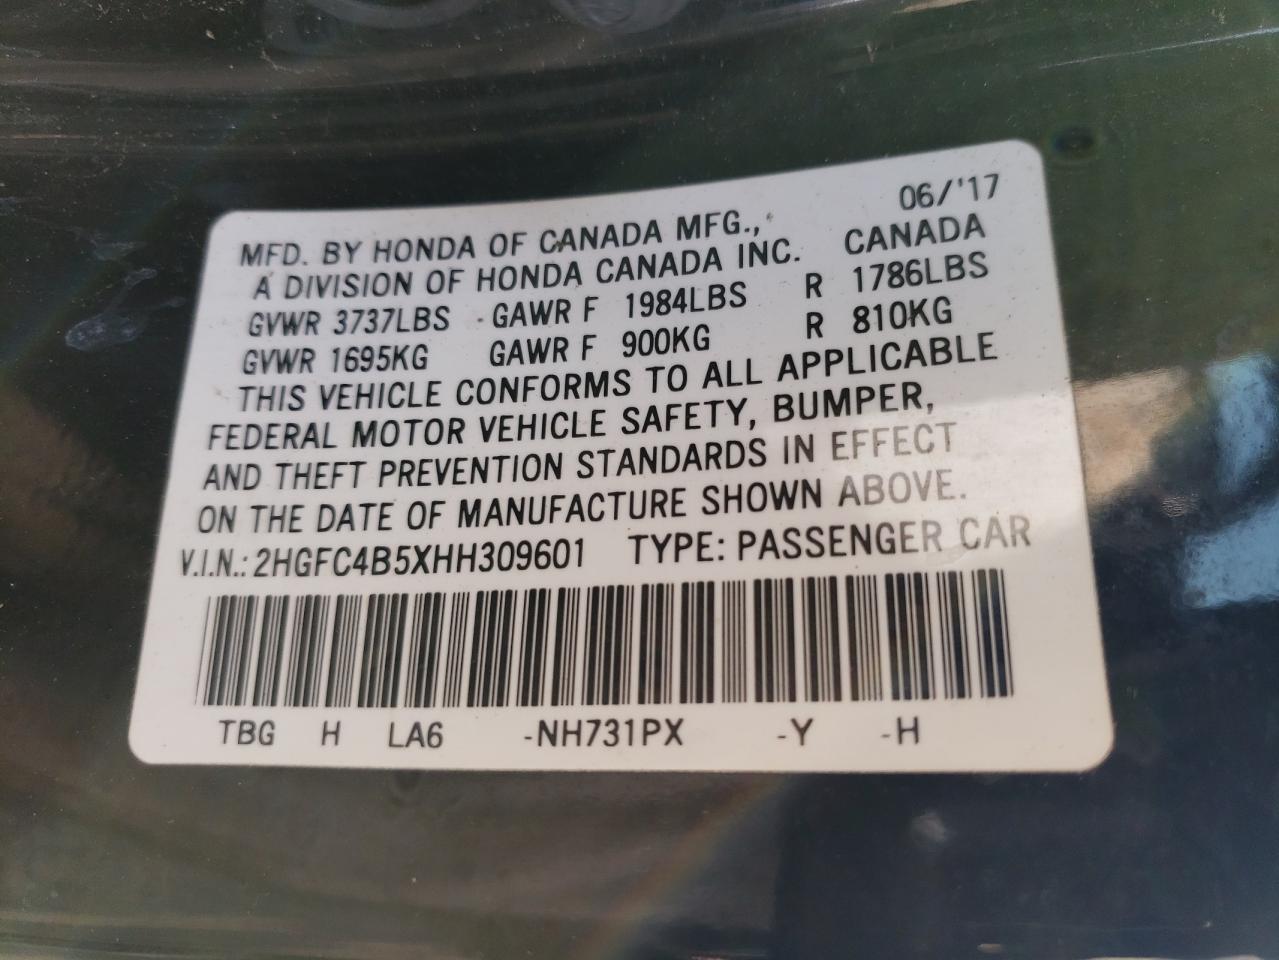 06/'17
MFD. BY HONDA OF CANADA MFG., CANADA
A DIVISION OF HONDA CANADA INC.
GVWR 3737LBS GAWR F 1984LBS R 1786LBS
GVWR 1695KG GAWR F 900KG R 810KG
THIS VEHICLE CONFORMS TO ALL APPLICABLE
FEDERAL MOTOR VEHICLE SAFETY, BUMPER,
AND THEFT PREVENTION STANDARDS IN EFFECT
ON THE DATE OF MANUFACTURE SHOWN ABOVE.
V.I.N.: 2HGFC4B5XHH309601 TYPE: PASSENGER CAR
TBG H LA6 -NH731PX -Y -H